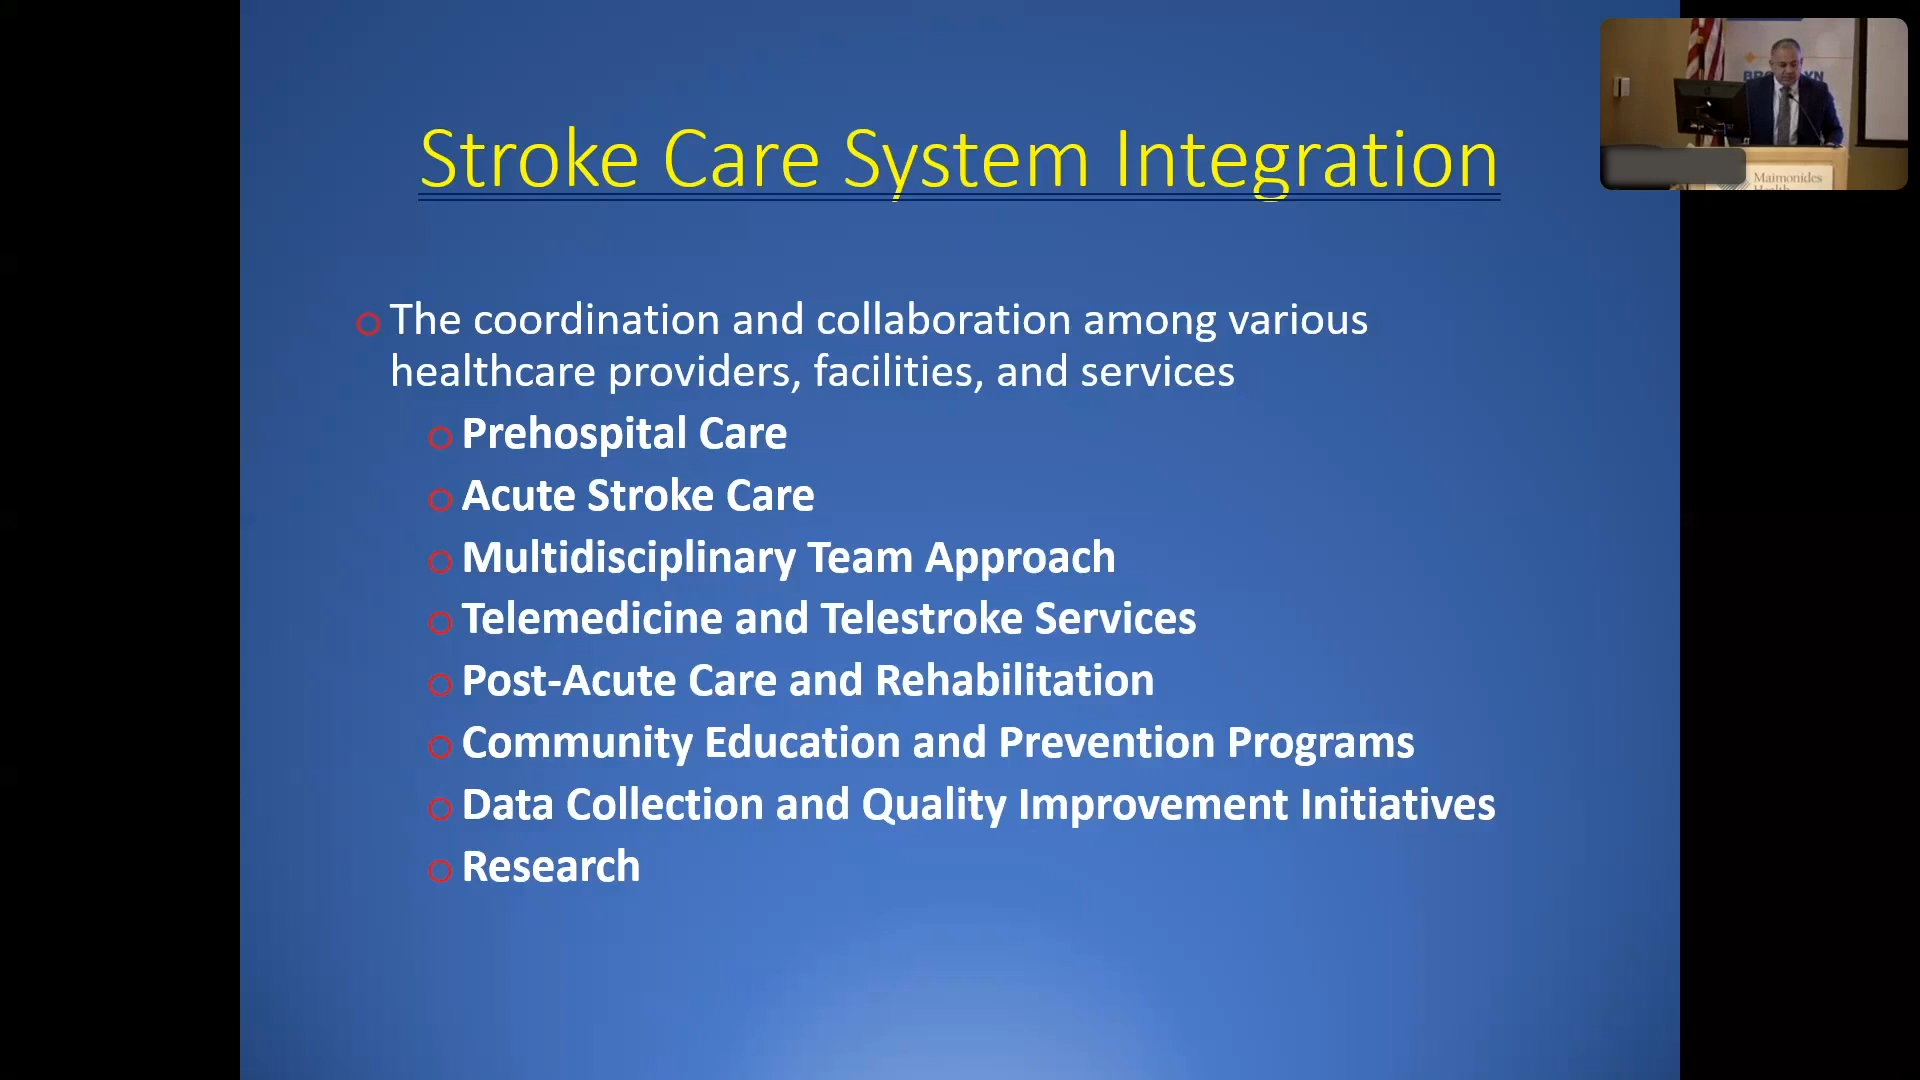 Stroke Care System Integration
The coordination and collaboration among various
healthcare providers, facilities, and services
Prehospital Care
Acute Stroke Care
Multidisciplinary Team Approach
Telemedicine and Telestroke Services
Post-Acute Care and Rehabilitation
Community Education and Prevention Programs
Data Collection and Quality Improvement Initiatives
Research
Maimonides
Health